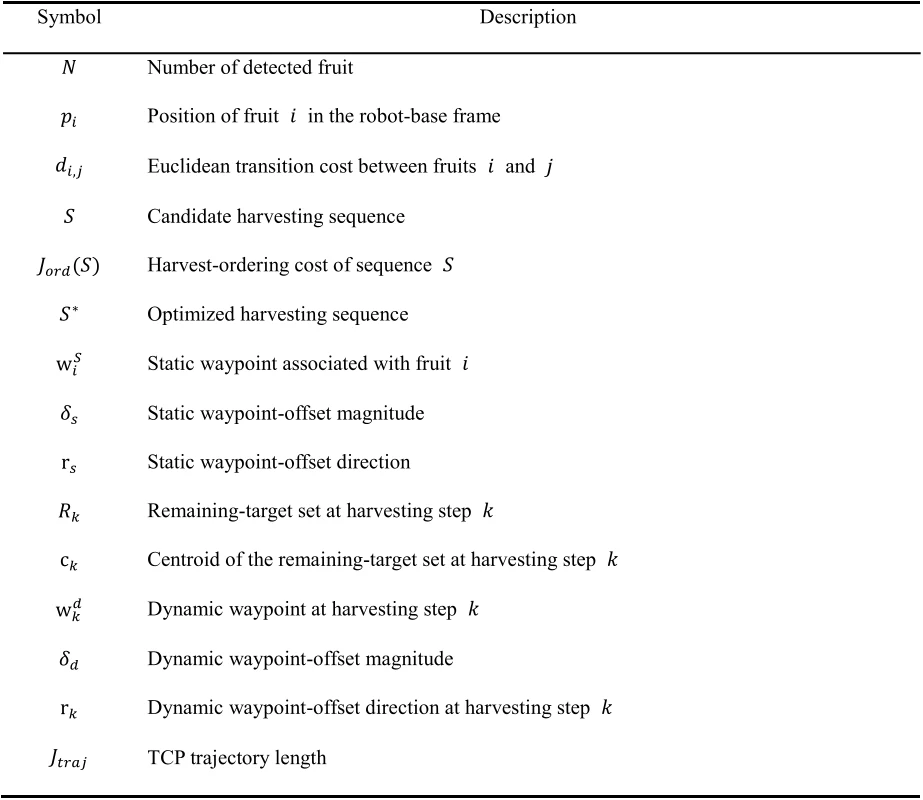 Symbol Description
N Number of detected fruit
p_i Position of fruit i in the robot-base frame
d_{i,j} Euclidean transition cost between fruits i and j
S Candidate harvesting sequence
J_{ord}(S) Harvest-ordering cost of sequence S
S^* Optimized harvesting sequence
w_i^S Static waypoint associated with fruit i
δ_s Static waypoint-offset magnitude
r_s Static waypoint-offset direction
R_k Remaining-target set at harvesting step k
c_k Centroid of the remaining-target set at harvesting step k
w_k^d Dynamic waypoint at harvesting step k
δ_d Dynamic waypoint-offset magnitude
r_k Dynamic waypoint-offset direction at harvesting step k
J_{traj} TCP trajectory length